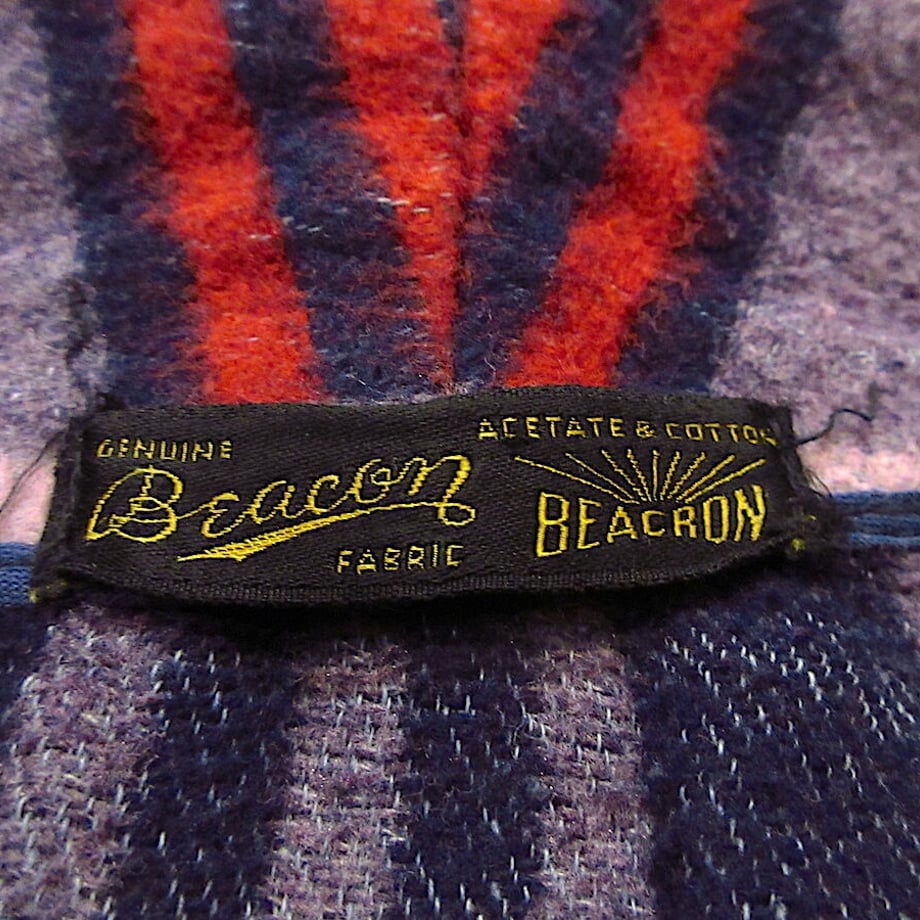 GENUINE
Beacon
FABRIC
ACETATE & COTTON
BEACRON